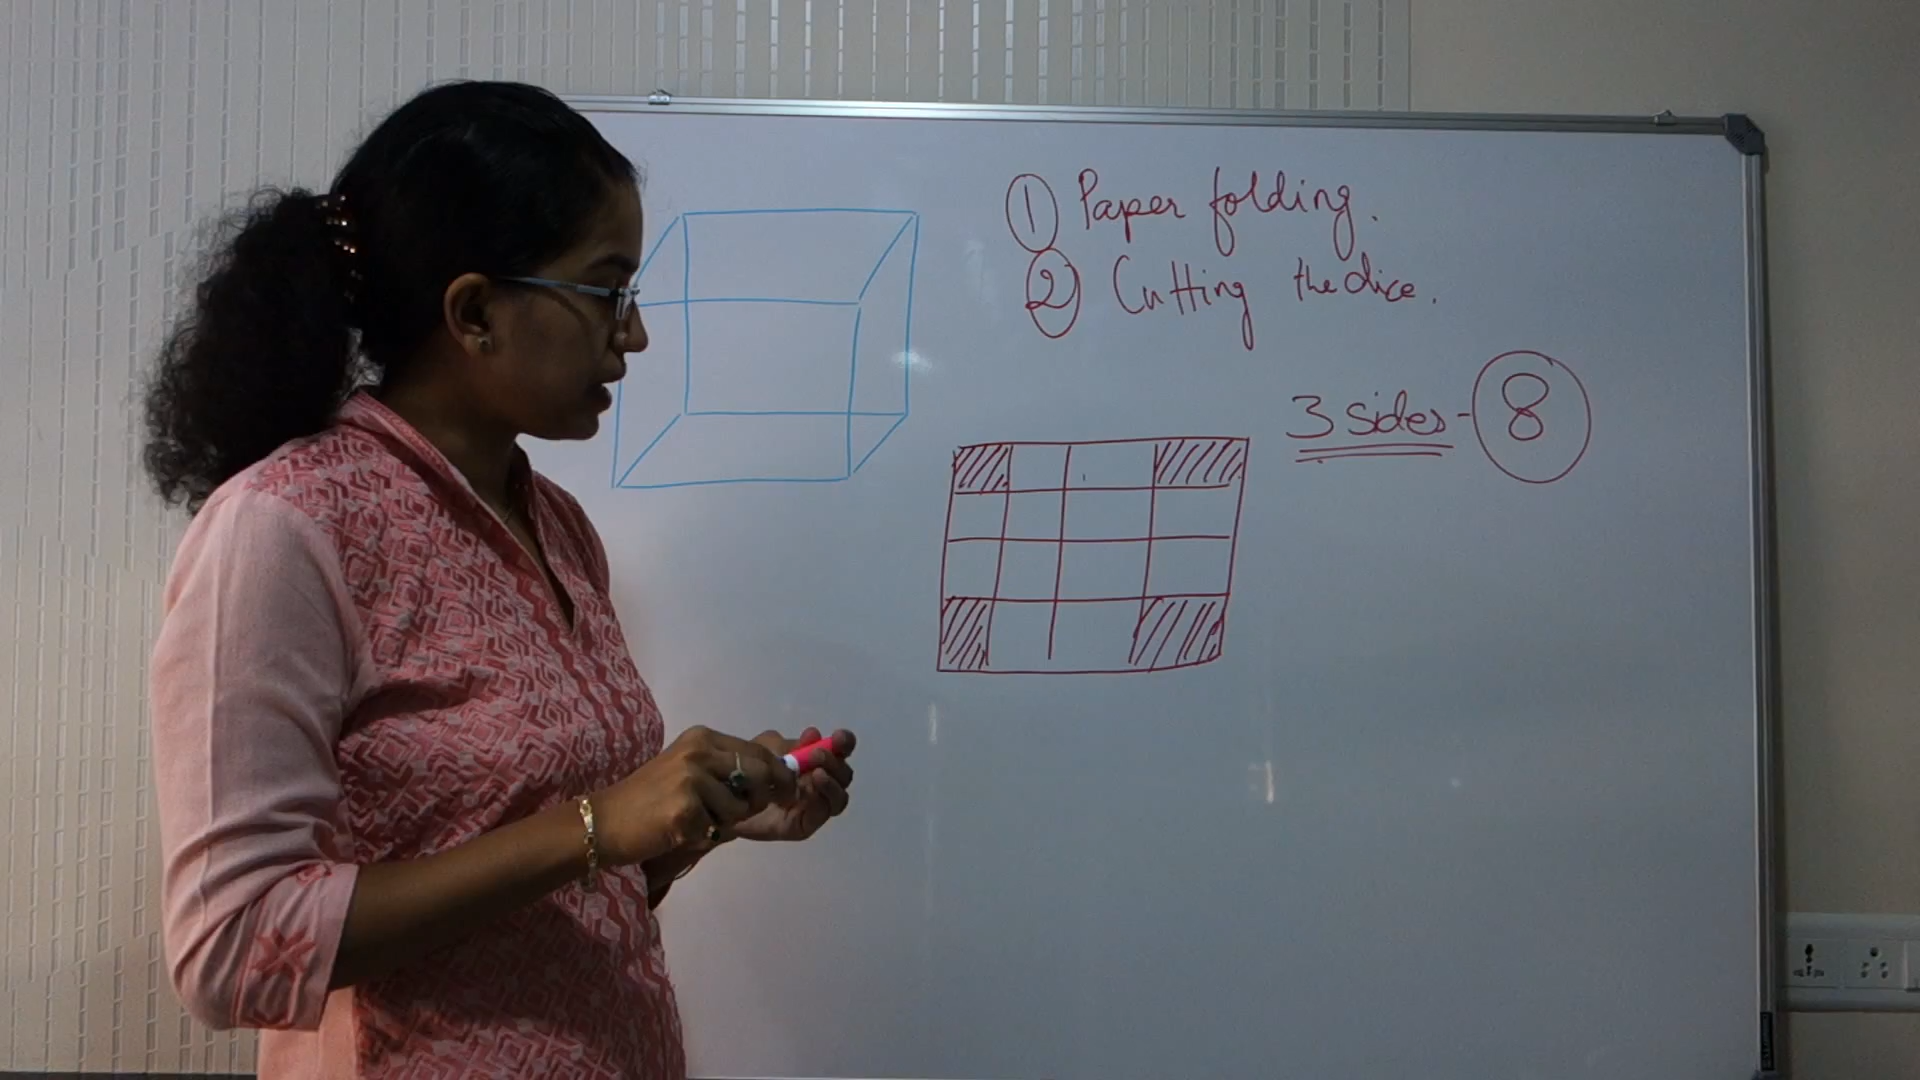 1 Paper folding.
2 Cutting the dice.
3 sides - 8